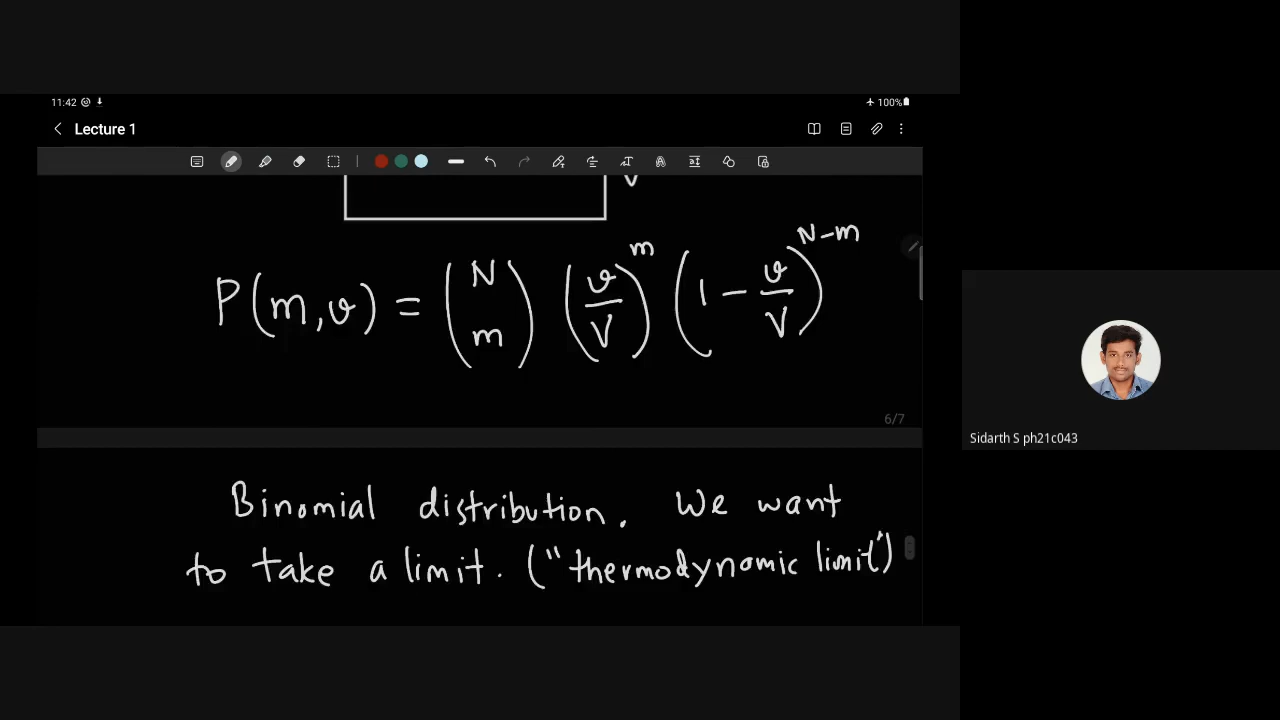 11:42 100%
Lecture 1
V
P(m,v) = (N m) (v/V)^m (1 - v/V)^(N-m)
6/7
Sidarth S ph21c043
Binomial distribution. We want
to take a limit. ("thermodynamic limit")